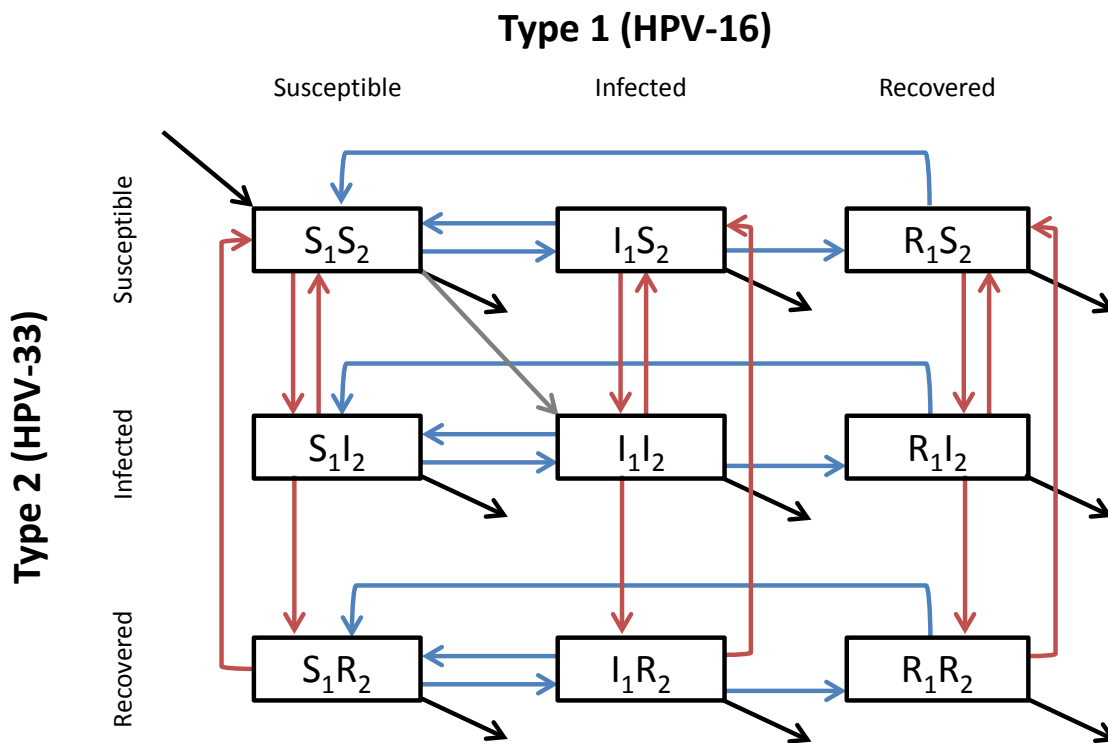 Type 1 (HPV-16)
Susceptible Infected Recovered
Type 2 (HPV-33)
Susceptible
S₁S₂ I₁S₂ R₁S₂
Infected
S₁I₂ I₁I₂ R₁I₂
Recovered
S₁R₂ I₁R₂ R₁R₂